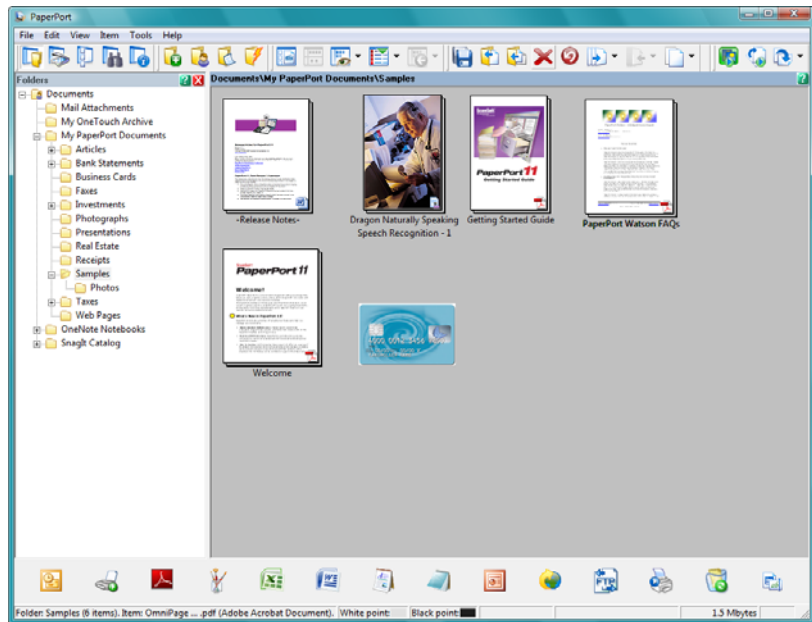 PaperPort
File Edit View Item Tools Help
Folders
Documents\My PaperPort Documents\Samples
Documents
Mail Attachments
My OneTouch Archive
My PaperPort Documents
Articles
Bank Statements
Business Cards
Faxes
Investments
Photographs
Presentations
Real Estate
Receipts
Samples
Photos
Taxes
Web Pages
OneNote Notebooks
SnagIt Catalog
PaperPort 11
Getting Started Guide
-Release Notes-
Dragon Naturally Speaking
Speech Recognition - 1
Getting Started Guide
PaperPort Watson FAQs
PaperPort 11
Welcome!
4000 0012 3456
Welcome
FTP
Folder: Samples (6 items). Item: OmniPage ... .pdf (Adobe Acrobat Document). White point: Black point: 1.5 Mbytes